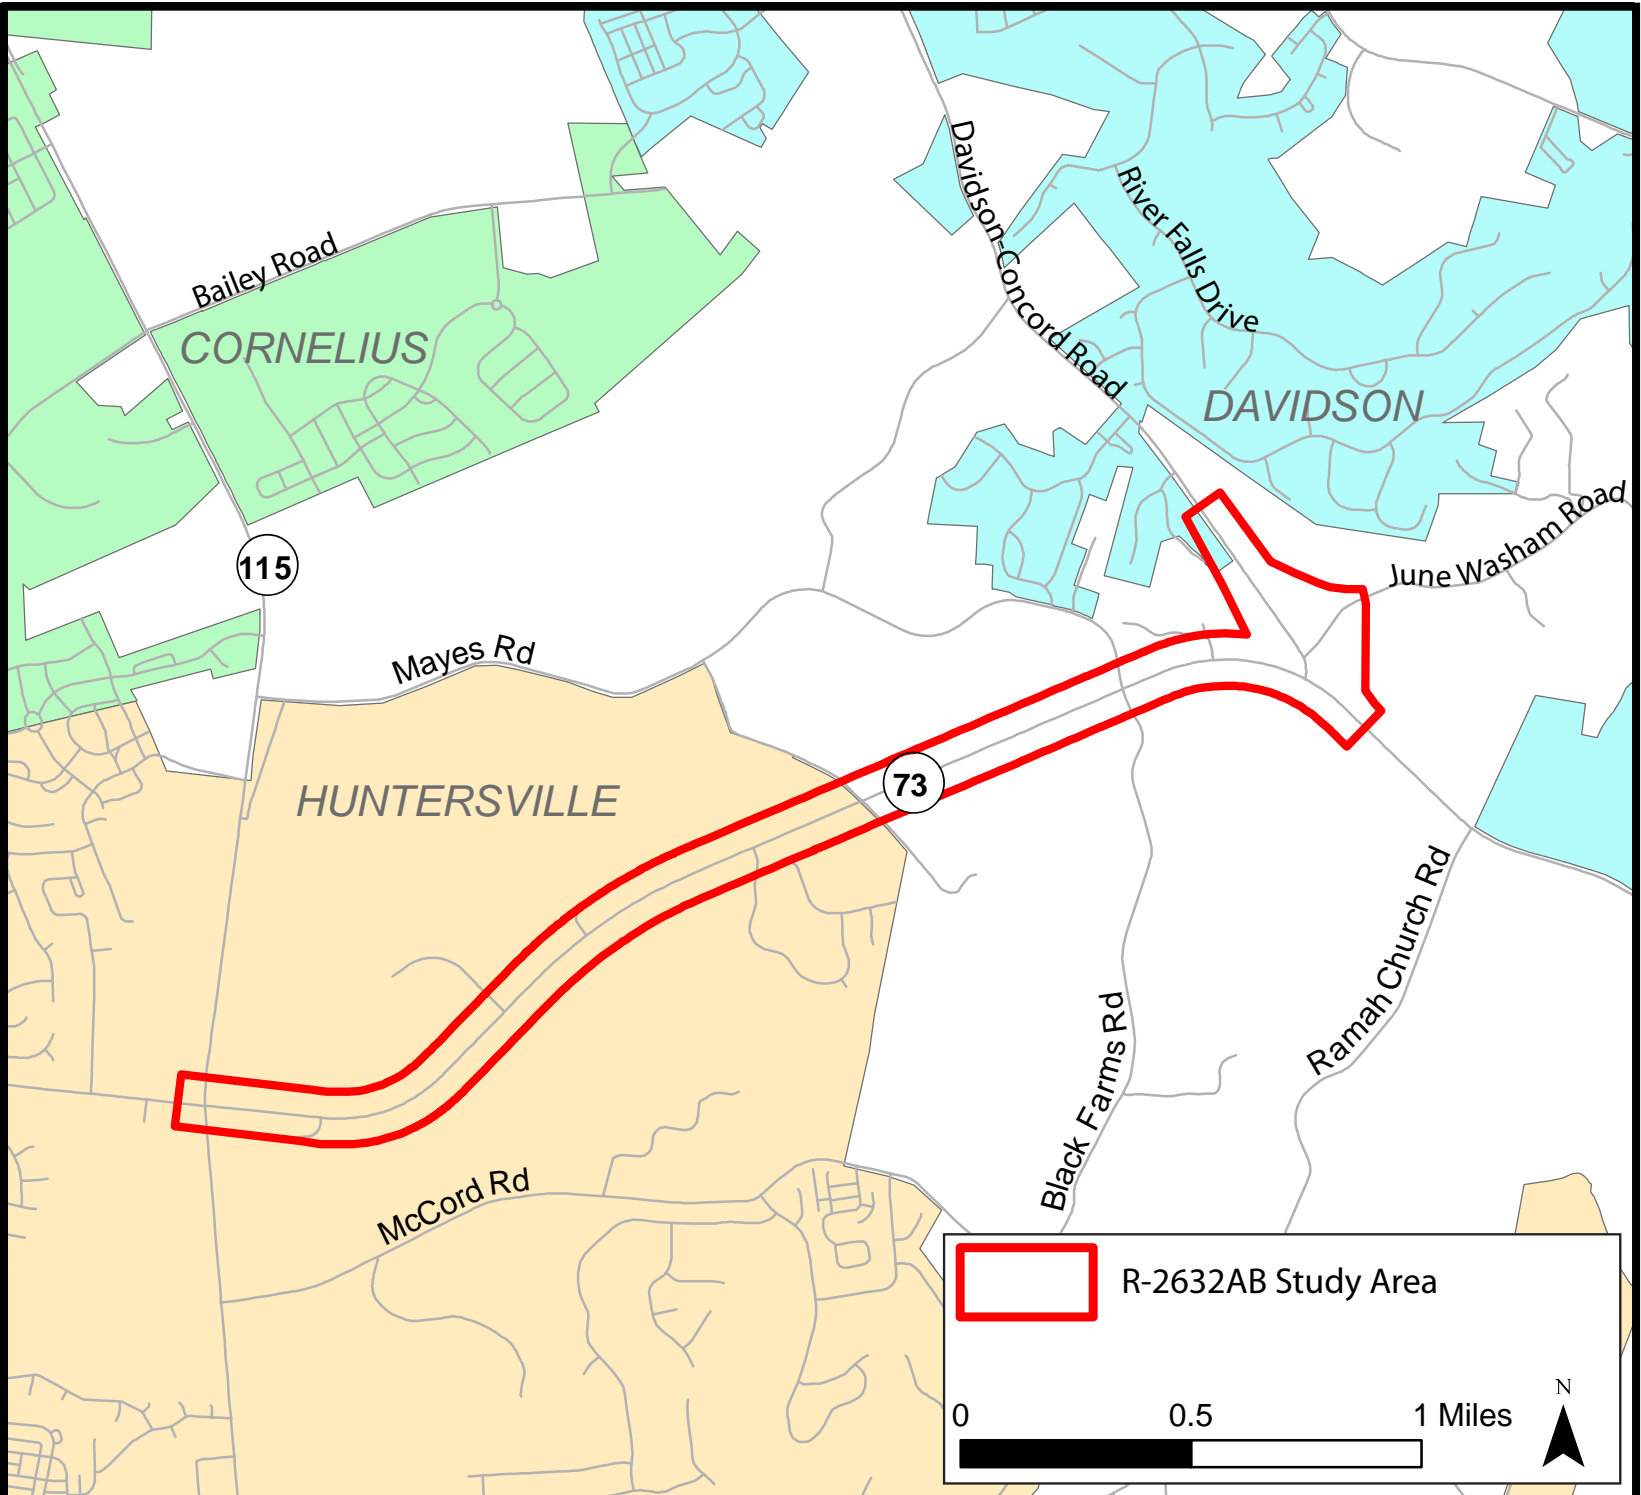 Davidson-Concord Road
River Falls Drive
Bailey Road
CORNELIUS
DAVIDSON
June Washam Road
115
Mayes Rd
73
HUNTERSVILLE
Ramah Church Rd
Black Farms Rd
McCord Rd
R-2632AB Study Area
N
0 0.5 1 Miles